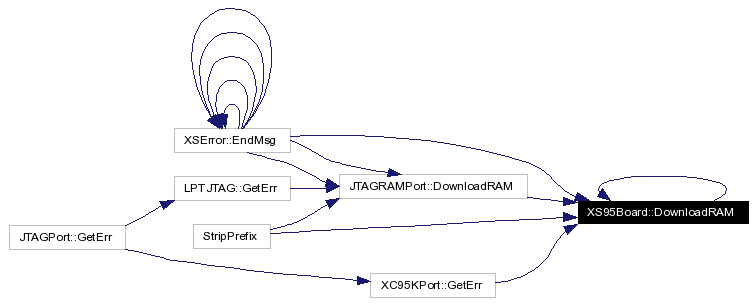 XSError::EndMsg
LPTJTAG::GetErr
JTAGRAMPort::DownloadRAM
XS95Board::DownloadRAM
JTAGPort::GetErr
StripPrefix
XC95KPort::GetErr